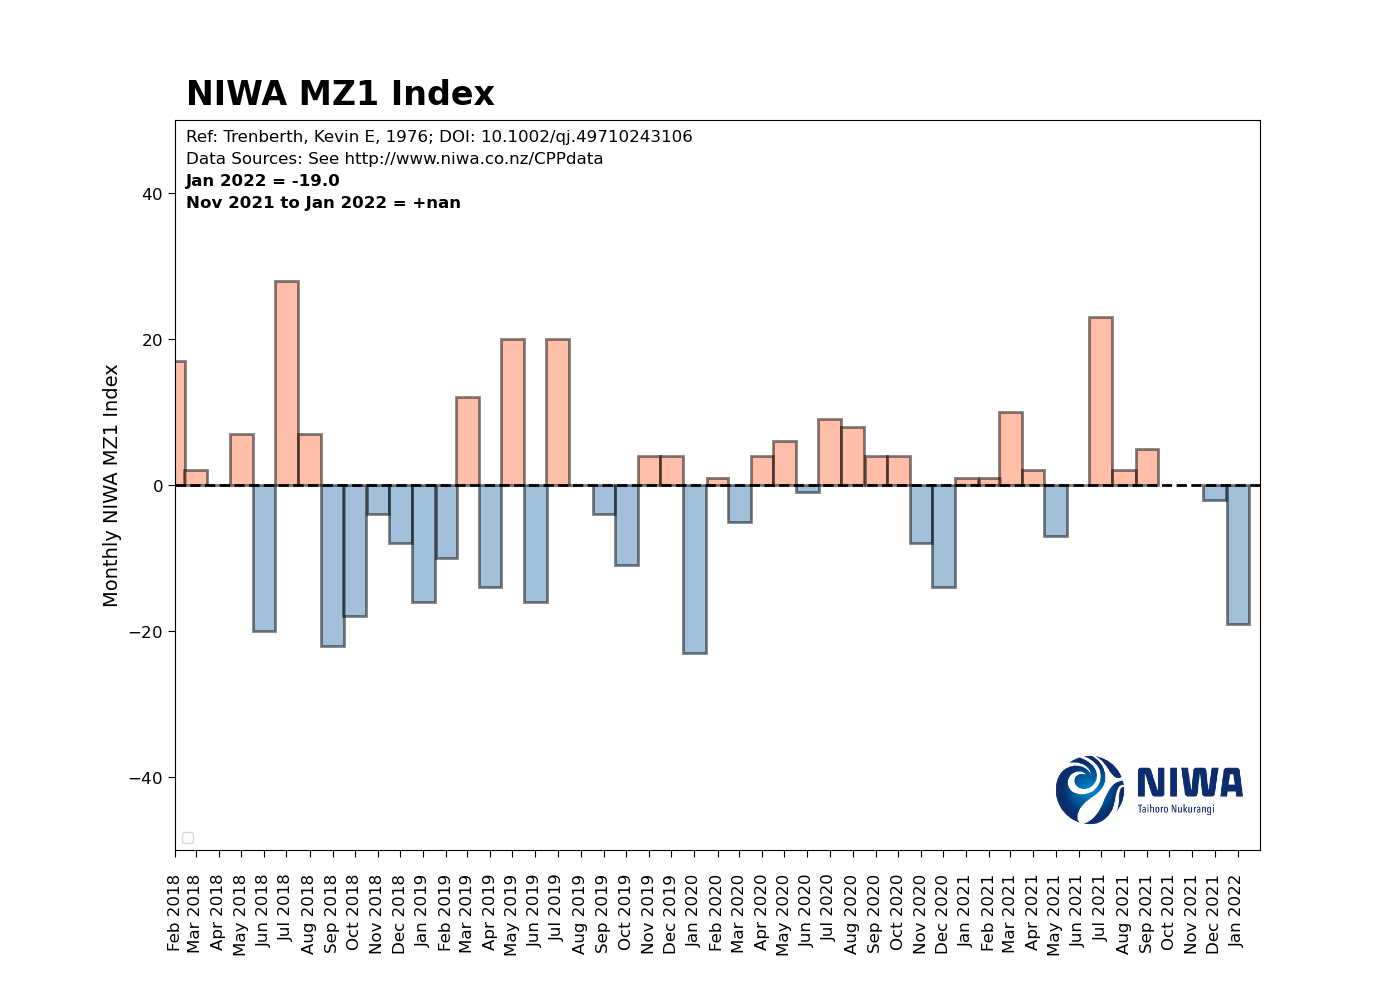 NIWA MZ1 Index
Ref: Trenberth, Kevin E, 1976; DOI: 10.1002/qj.49710243106
Data Sources: See http://www.niwa.co.nz/CPPdata
Jan 2022 = -19.0
Nov 2021 to Jan 2022 = +nan
Monthly NIWA MZ1 Index
40
20
0
−20
−40
NIWA
Taihoro Nukurangi
Feb 2018
Mar 2018
Apr 2018
May 2018
Jun 2018
Jul 2018
Aug 2018
Sep 2018
Oct 2018
Nov 2018
Dec 2018
Jan 2019
Feb 2019
Mar 2019
Apr 2019
May 2019
Jun 2019
Jul 2019
Aug 2019
Sep 2019
Oct 2019
Nov 2019
Dec 2019
Jan 2020
Feb 2020
Mar 2020
Apr 2020
May 2020
Jun 2020
Jul 2020
Aug 2020
Sep 2020
Oct 2020
Nov 2020
Dec 2020
Jan 2021
Feb 2021
Mar 2021
Apr 2021
May 2021
Jun 2021
Jul 2021
Aug 2021
Sep 2021
Oct 2021
Nov 2021
Dec 2021
Jan 2022